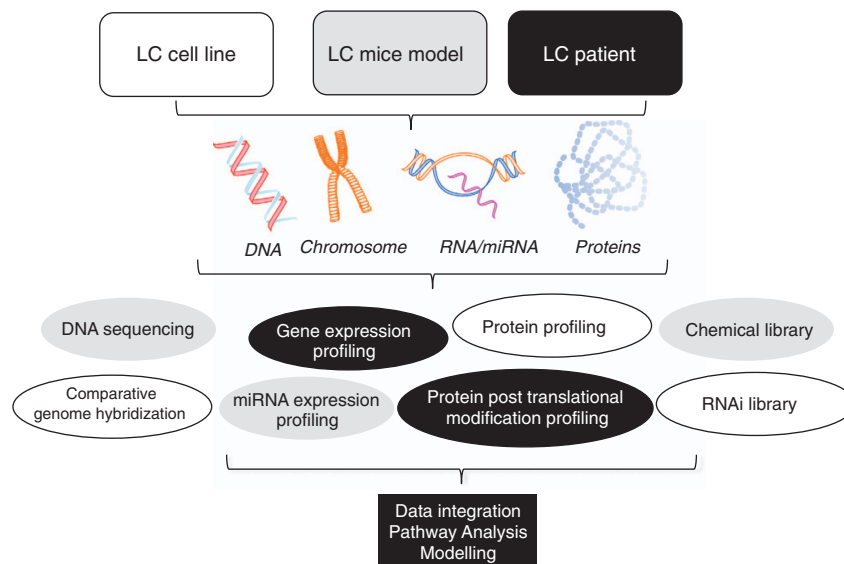 LC cell line
LC mice model
LC patient
DNA
Chromosome
RNA/miRNA
Proteins
DNA sequencing
Gene expression
profiling
Protein profiling
Chemical library
Comparative
genome hybridization
miRNA expression
profiling
Protein post translational
modification profiling
RNAi library
Data integration
Pathway Analysis
Modelling